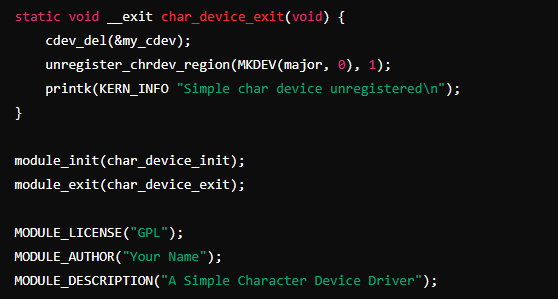 static void __exit char_device_exit(void) {
    cdev_del(&my_cdev);
    unregister_chrdev_region(MKDEV(major, 0), 1);
    printk(KERN_INFO "Simple char device unregistered\n");
}

module_init(char_device_init);
module_exit(char_device_exit);

MODULE_LICENSE("GPL");
MODULE_AUTHOR("Your Name");
MODULE_DESCRIPTION("A Simple Character Device Driver");